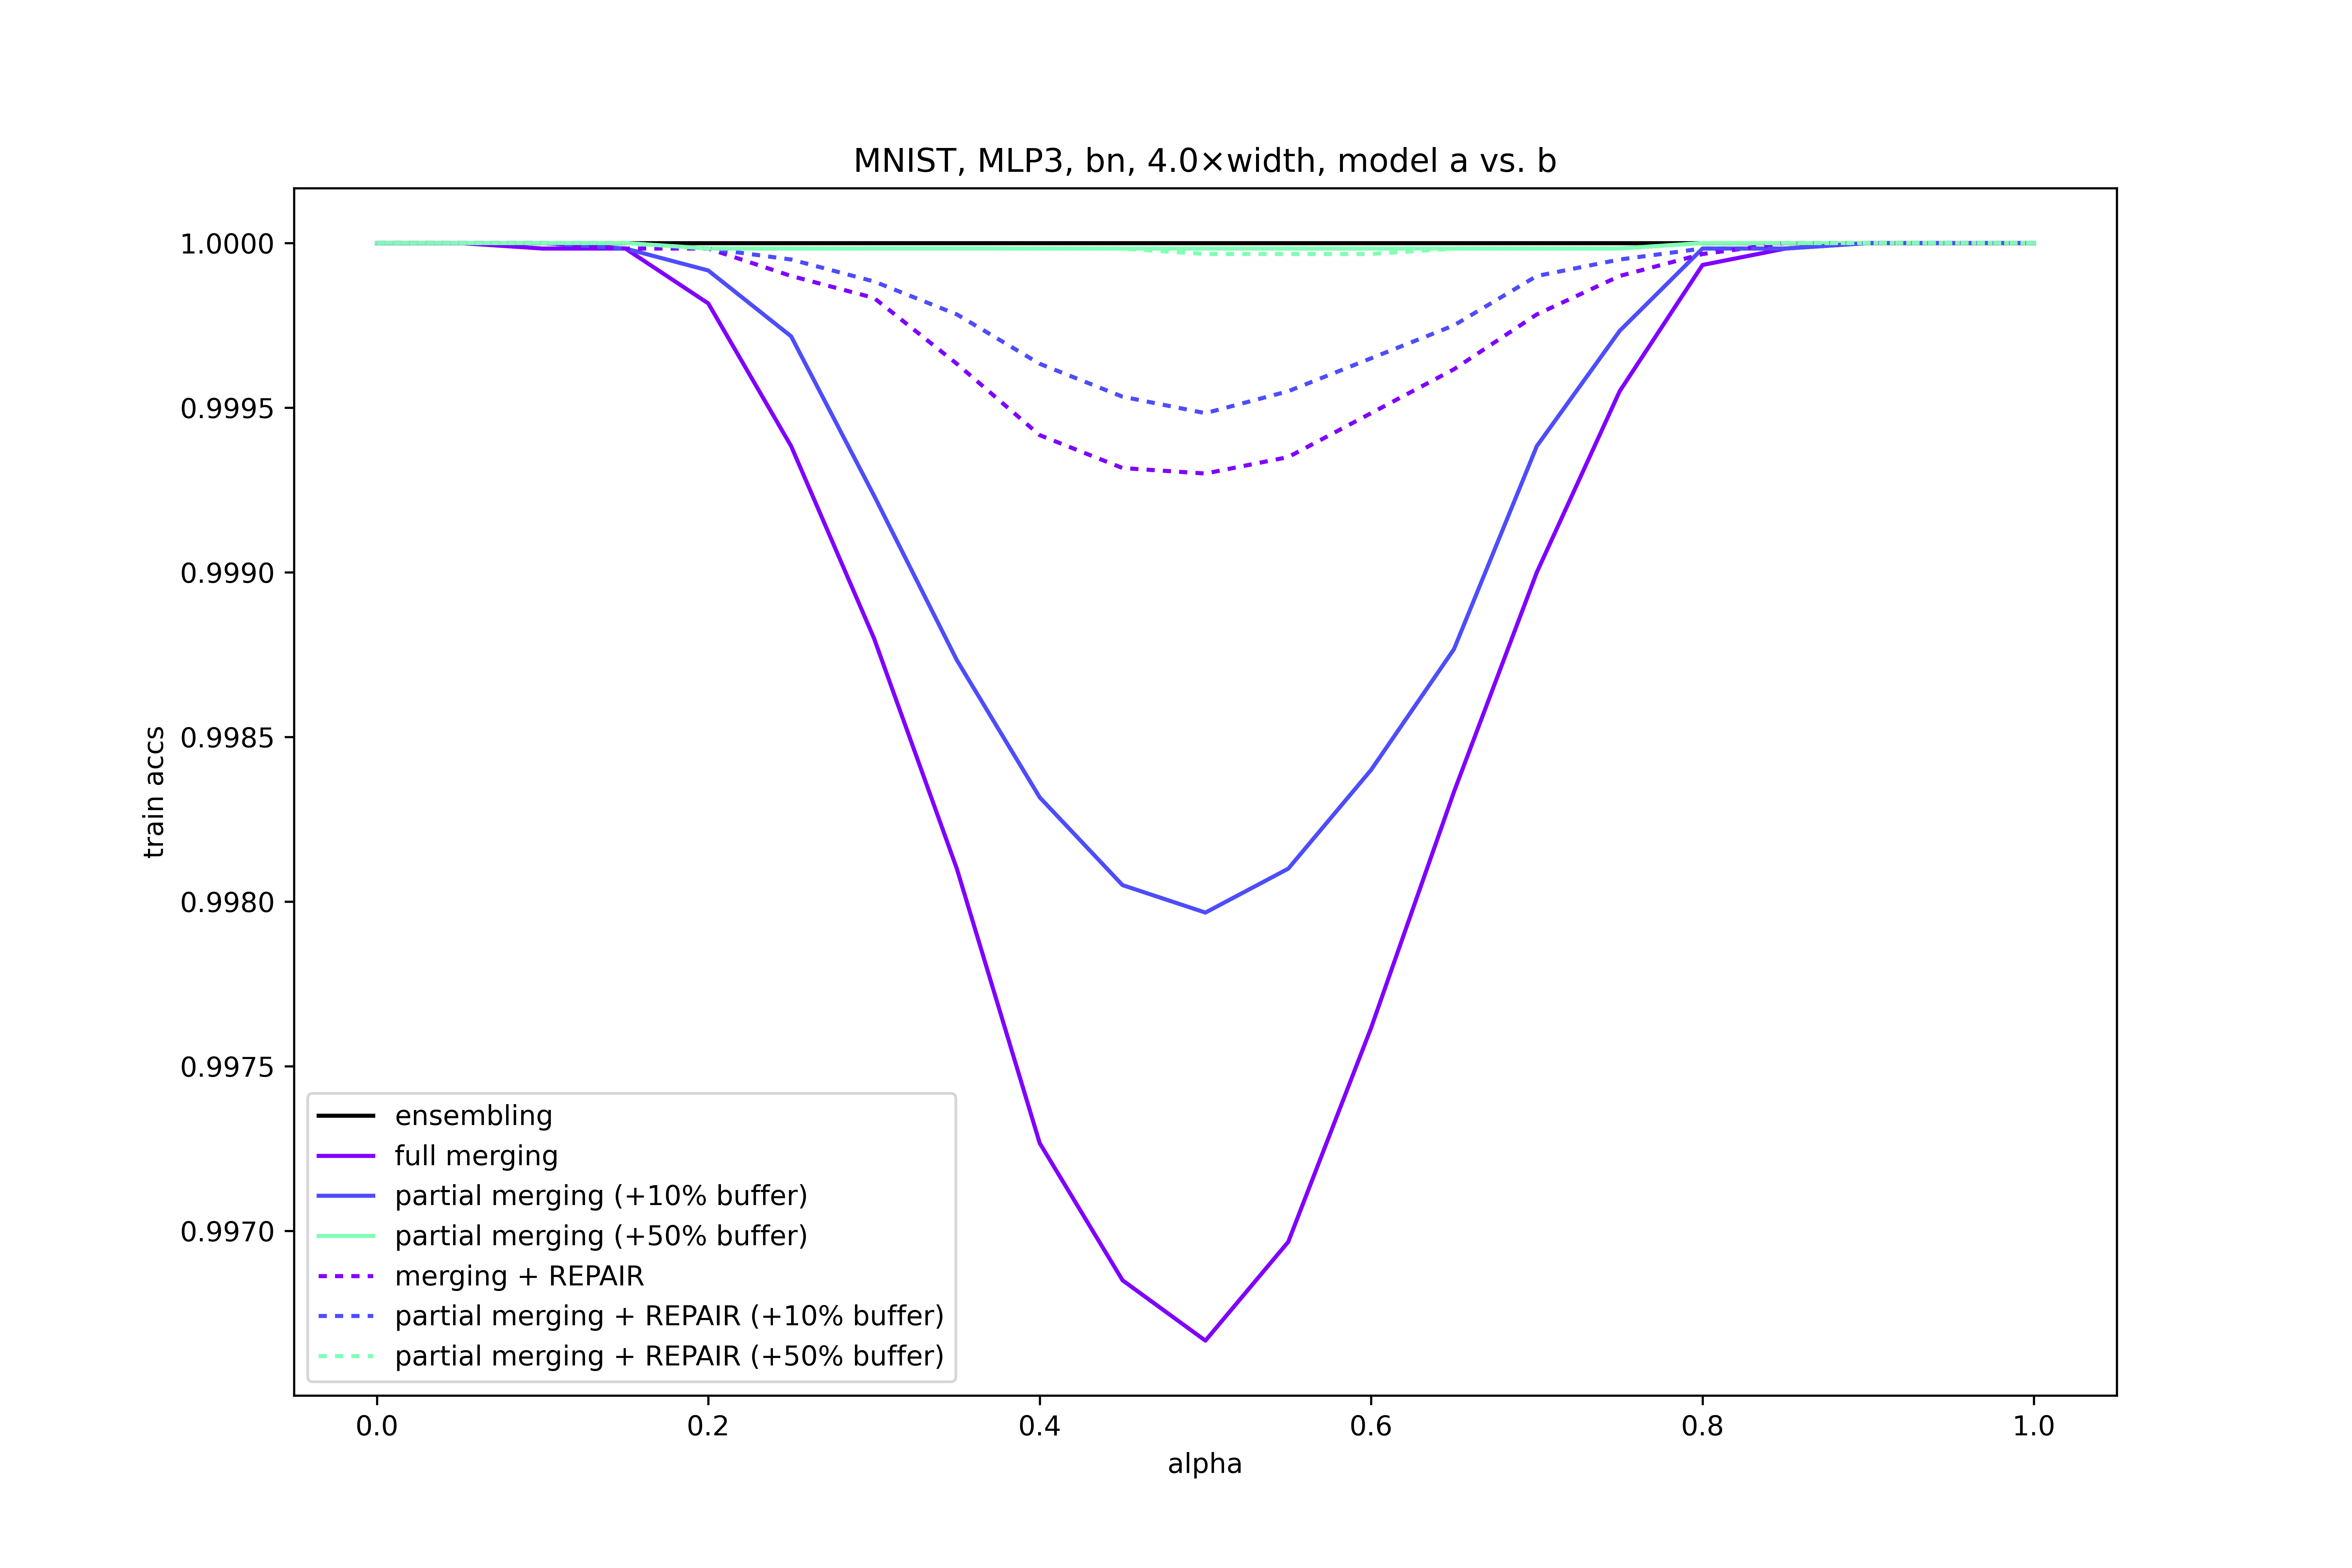 MNIST, MLP3, bn, 4.0×width, model a vs. b
1.0000
0.9995
0.9990
0.9985
0.9980
0.9975
0.9970
train accs
ensembling
full merging
partial merging (+10% buffer)
partial merging (+50% buffer)
merging + REPAIR
partial merging + REPAIR (+10% buffer)
partial merging + REPAIR (+50% buffer)
0.0 0.2 0.4 0.6 0.8 1.0
alpha